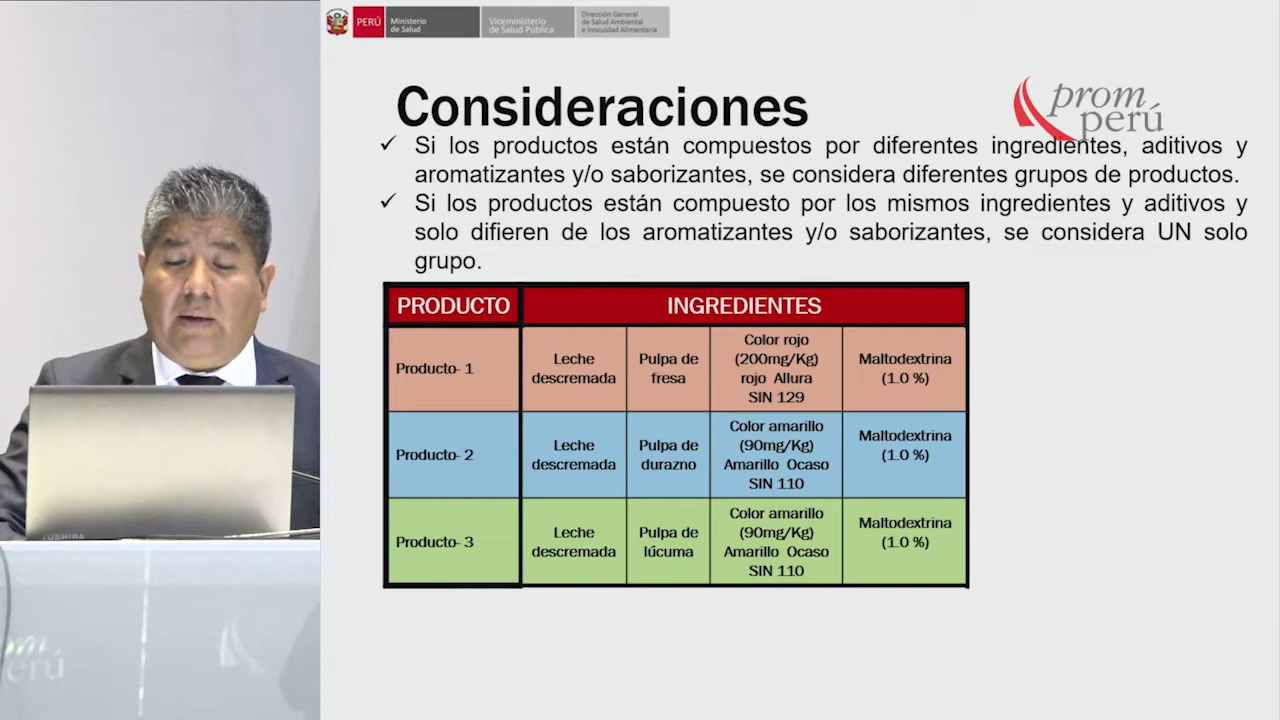 PERÚ
Ministerio
de Salud
Viceministerio
de Salud Pública
Dirección General
de Salud Ambiental
e Inocuidad Alimentaria
Consideraciones
prom
perú
✓ Si los productos están compuestos por diferentes ingredientes, aditivos y
aromatizantes y/o saborizantes, se considera diferentes grupos de productos.
✓ Si los productos están compuesto por los mismos ingredientes y aditivos y
solo difieren de los aromatizantes y/o saborizantes, se considera UN solo
grupo.
PRODUCTO INGREDIENTES
Producto- 1
Leche
descremada
Pulpa de
fresa
Color rojo
(200mg/Kg)
rojo Allura
SIN 129
Maltodextrina
(1.0 %)
Producto- 2
Leche
descremada
Pulpa de
durazno
Color amarillo
(90mg/Kg)
Amarillo Ocaso
SIN 110
Maltodextrina
(1.0 %)
Producto- 3
Leche
descremada
Pulpa de
lúcuma
Color amarillo
(90mg/Kg)
Amarillo Ocaso
SIN 110
Maltodextrina
(1.0 %)
TOSHIBA
perú